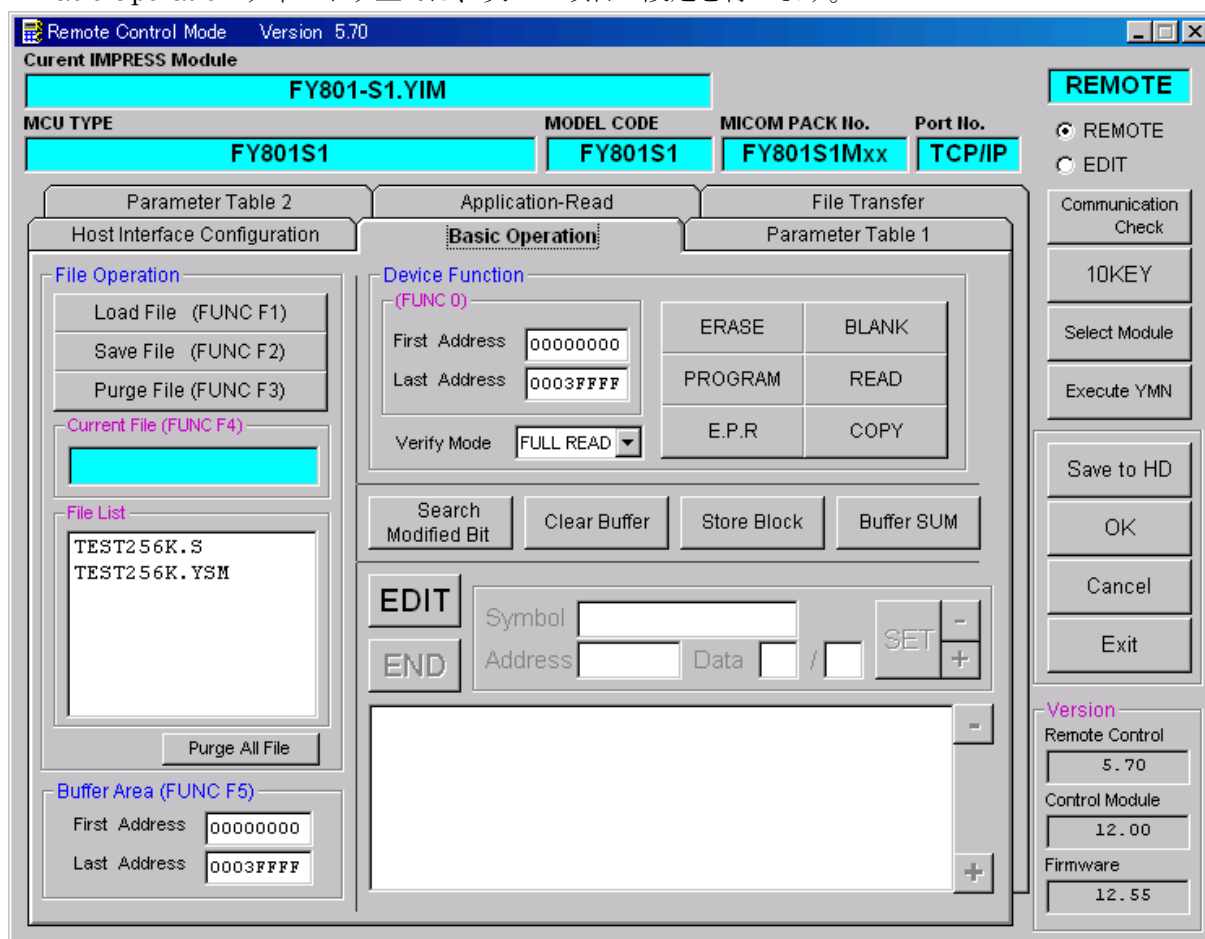 Remote Control Mode Version 5.70
Curent IMPRESS Module
FY801-S1.YIM
REMOTE
MCU TYPE MODEL CODE MICOM PACK No. Port No.
FY801S1 FY801S1 FY801S1Mxx TCP/IP
REMOTE
EDIT
Parameter Table 2 Application-Read File Transfer
Host Interface Configuration Basic Operation Parameter Table 1
Communication
Check
10KEY
Select Module
Execute YMN
Save to HD
OK
Cancel
Exit
File Operation
Load File (FUNC F1)
Save File (FUNC F2)
Purge File (FUNC F3)
Current File (FUNC F4)
File List
TEST256K.S
TEST256K.YSM
Purge All File
Buffer Area (FUNC F5)
First Address 00000000
Last Address 0003FFFF
Device Function
(FUNC 0)
First Address 00000000
Last Address 0003FFFF
Verify Mode FULL READ
ERASE BLANK
PROGRAM READ
E.P.R COPY
Search
Modified Bit
Clear Buffer Store Block Buffer SUM
EDIT
END
Symbol
Address Data /
SET
-
+
-
+
Version
Remote Control
5.70
Control Module
12.00
Firmware
12.55